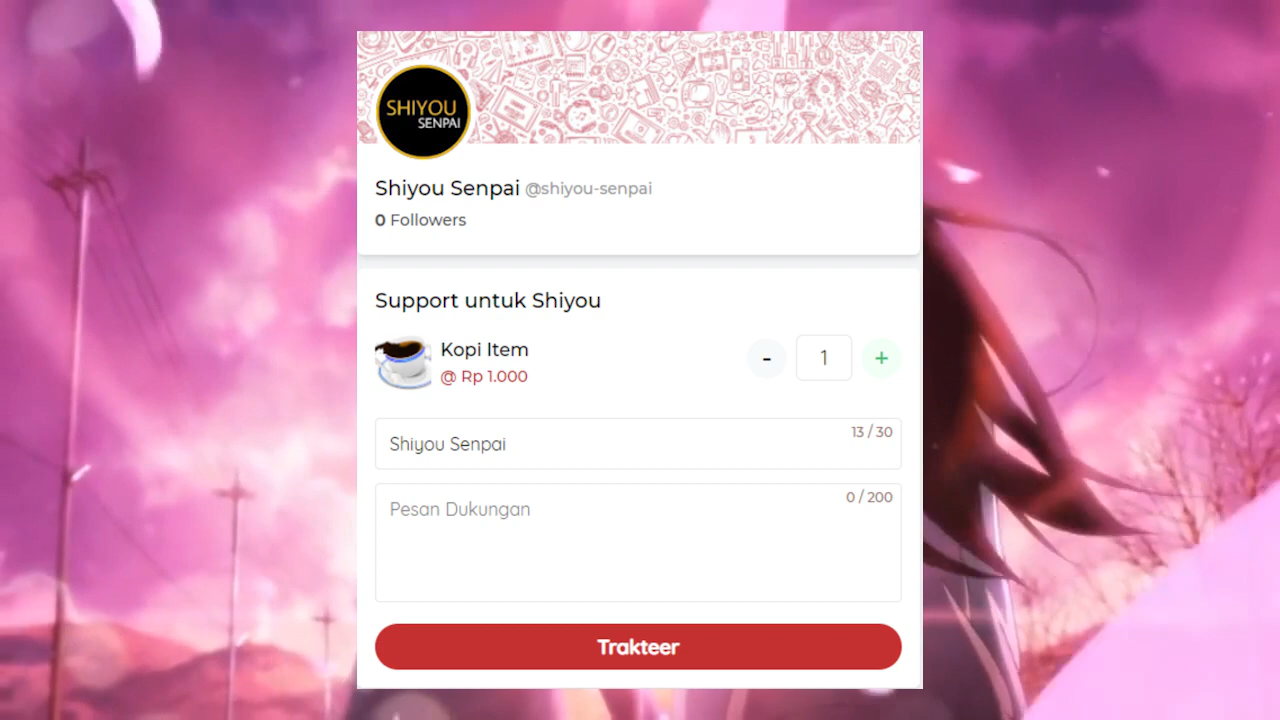 SHIYOU
SENPAI
Shiyou Senpai @shiyou-senpai
0 Followers
Support untuk Shiyou
Kopi Item
@ Rp 1.000
- 1 +
13 / 30
Shiyou Senpai
0 / 200
Pesan Dukungan
Trakteer